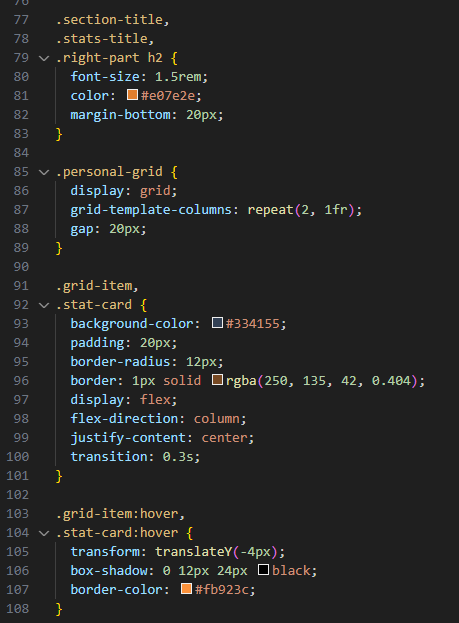 76
77 .section-title,
78 .stats-title,
79 .right-part h2 {
80 font-size: 1.5rem;
81 color: #e07e2e;
82 margin-bottom: 20px;
83 }
84
85 .personal-grid {
86 display: grid;
87 grid-template-columns: repeat(2, 1fr);
88 gap: 20px;
89 }
90
91 .grid-item,
92 .stat-card {
93 background-color: #334155;
94 padding: 20px;
95 border-radius: 12px;
96 border: 1px solid rgba(250, 135, 42, 0.404);
97 display: flex;
98 flex-direction: column;
99 justify-content: center;
100 transition: 0.3s;
101 }
102
103 .grid-item:hover,
104 .stat-card:hover {
105 transform: translateY(-4px);
106 box-shadow: 0 12px 24px black;
107 border-color: #fb923c;
108 }